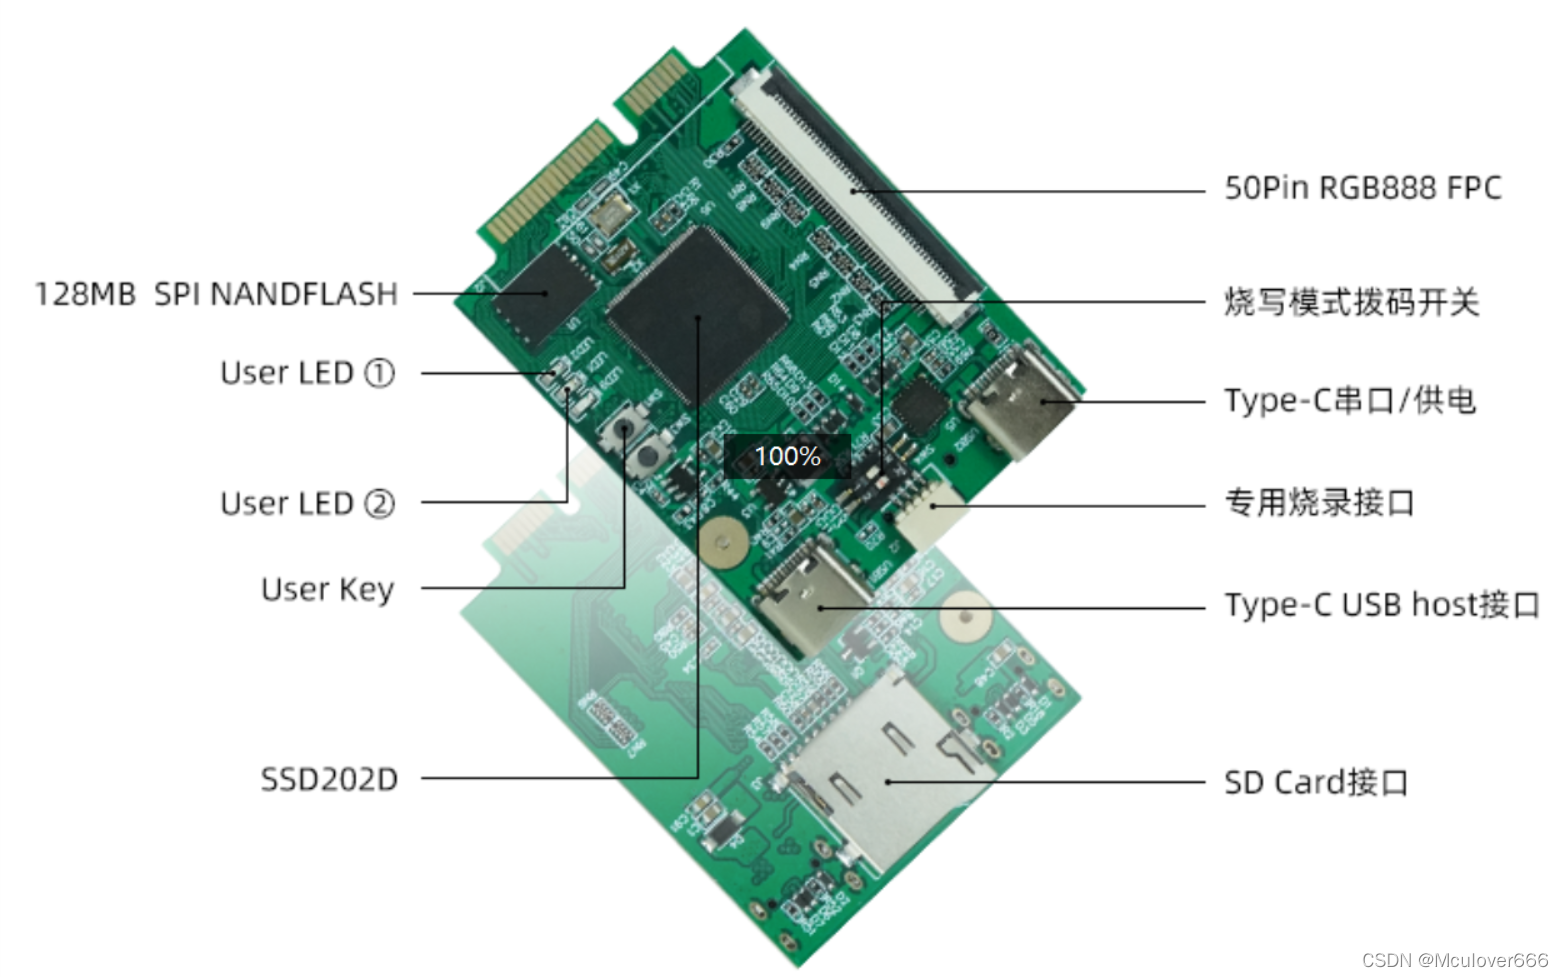 50Pin RGB888 FPC
128MB SPI NANDFLASH
烧写模式拨码开关
User LED ①
Type-C串口/供电
100%
User LED ②
专用烧录接口
User Key
Type-C USB host接口
SSD202D
SD Card接口
CSDN @Mculover666